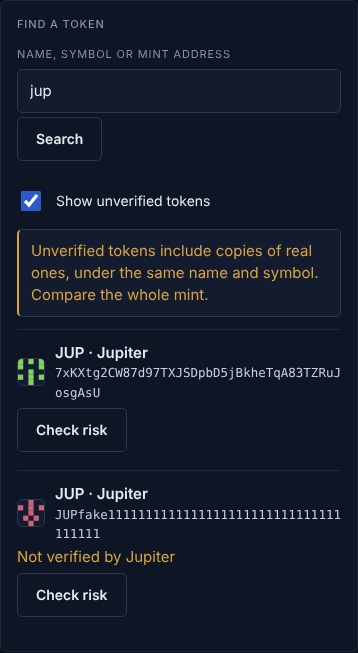 FIND A TOKEN
NAME, SYMBOL OR MINT ADDRESS
jup
Search
Show unverified tokens
Unverified tokens include copies of real
ones, under the same name and symbol.
Compare the whole mint.
JUP · Jupiter
7xKXtg2CW87d97TXJSDpbD5jBkheTqA83TZRuJ
osgAsU
Check risk
JUP · Jupiter
JUPfake1111111111111111111111111111111
111111
Not verified by Jupiter
Check risk